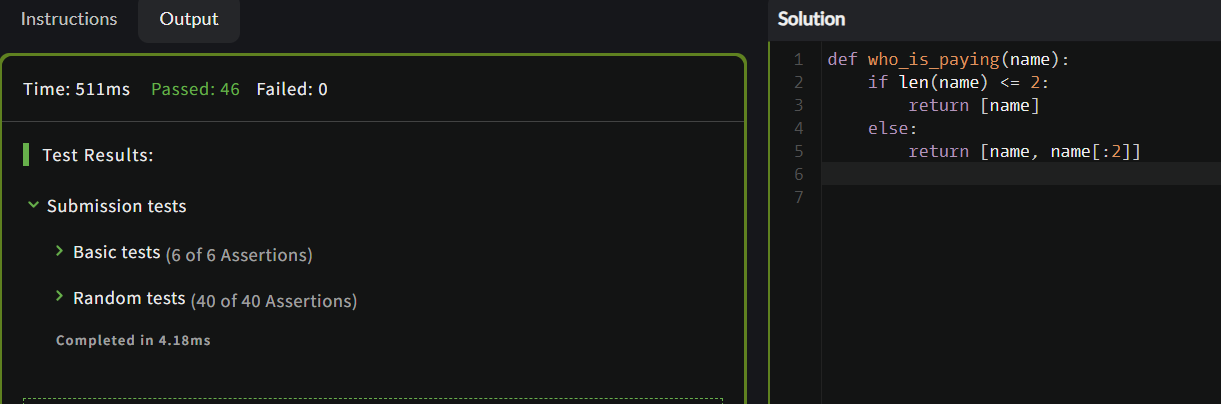 Instructions Output
Time: 511ms Passed: 46 Failed: 0
Test Results:
Submission tests
Basic tests (6 of 6 Assertions)
Random tests (40 of 40 Assertions)
Completed in 4.18ms
Solution
1 def who_is_paying(name):
2     if len(name) <= 2:
3         return [name]
4     else:
5         return [name, name[:2]]
6
7